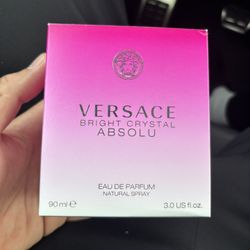 VERSACE
BRIGHT CRYSTAL
ABSOLU
EAU DE PARFUM
NATURAL SPRAY
90 ml e 3.0 US fl. oz.